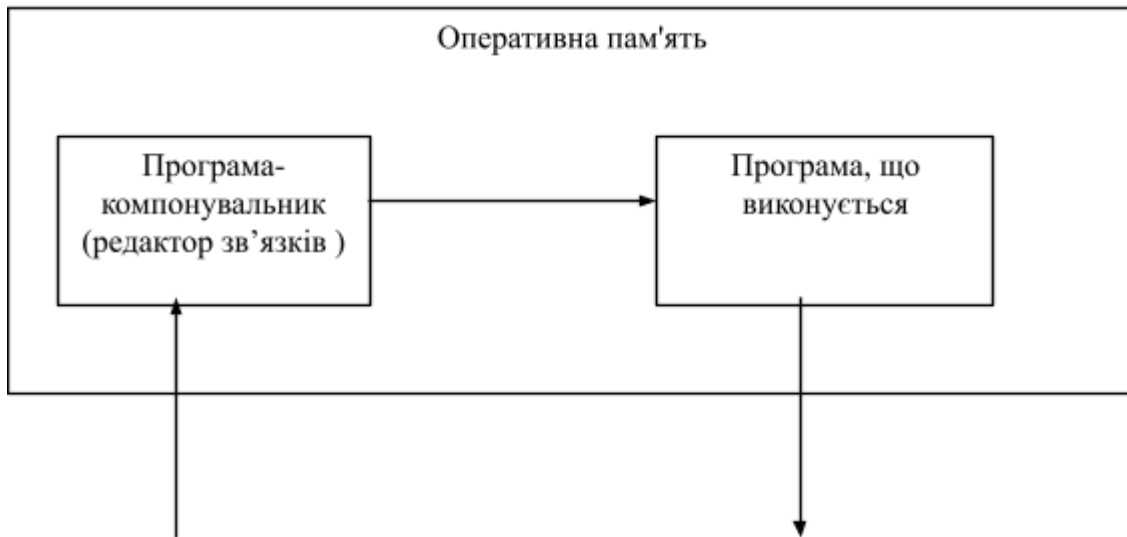 Оперативна пам'ять
Програма-
компонувальник
(редактор зв’язків )
Програма, що
виконується